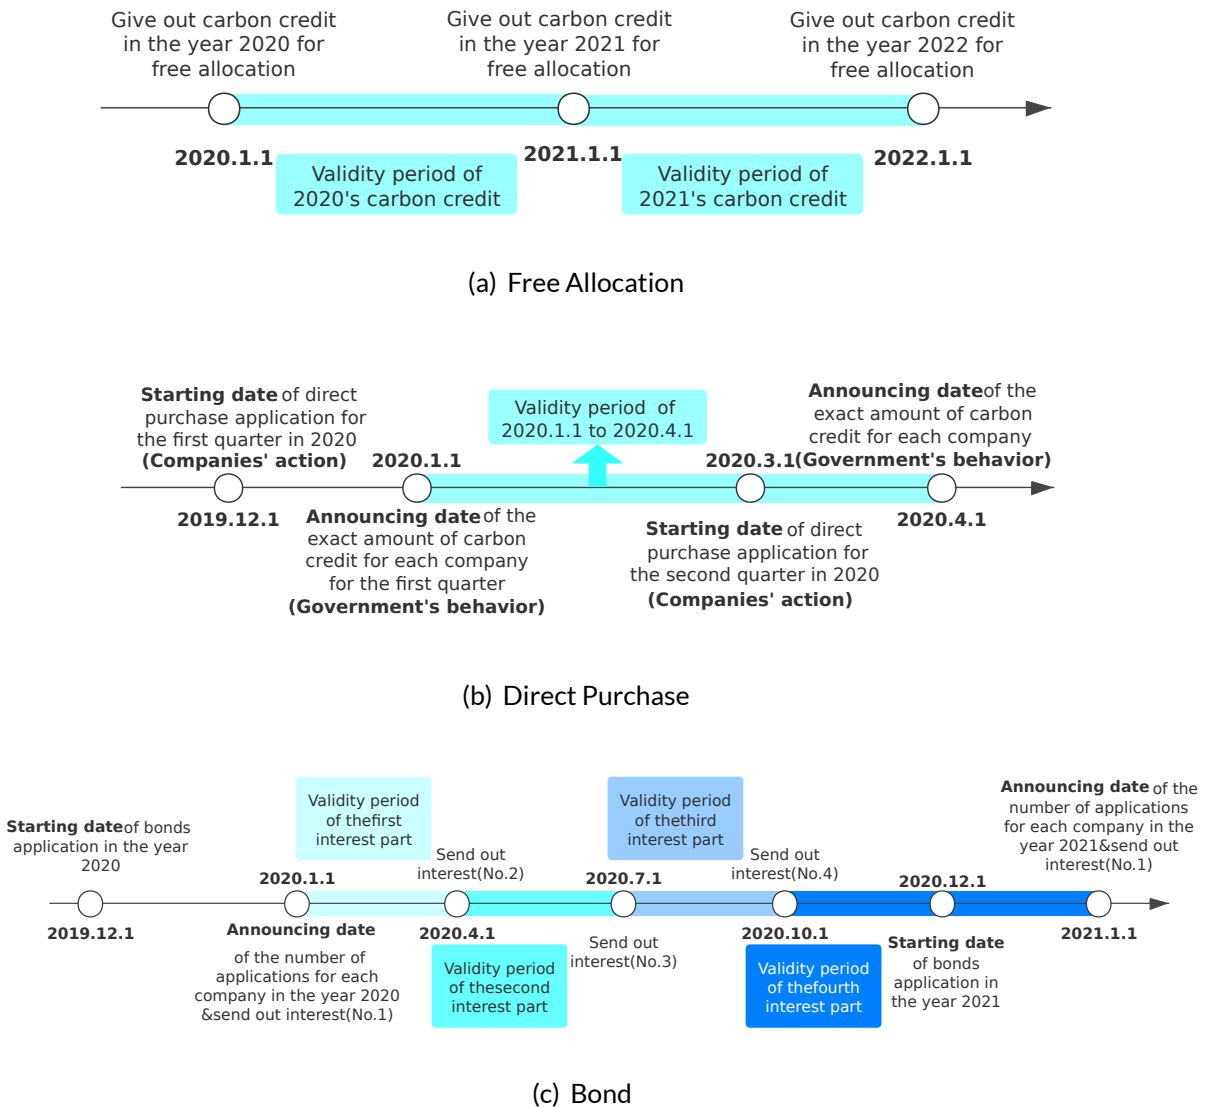 Give out carbon credit
in the year 2020 for
free allocation
Give out carbon credit
in the year 2021 for
free allocation
Give out carbon credit
in the year 2022 for
free allocation
2020.1.1
2021.1.1
2022.1.1
Validity period of
2020's carbon credit
Validity period of
2021's carbon credit
(a) Free Allocation
Starting date of direct
purchase application for
the first quarter in 2020
(Companies' action)
2019.12.1
2020.1.1
Announcing date of the
exact amount of carbon
credit for each company
for the first quarter
(Government's behavior)
Validity period of
2020.1.1 to 2020.4.1
2020.3.1
Starting date of direct
purchase application for
the second quarter in 2020
(Companies' action)
Announcing date of the
exact amount of carbon
credit for each company
(Government's behavior)
2020.4.1
(b) Direct Purchase
Starting date of bonds
application in the year
2020
2019.12.1
Validity period
of thefirst
interest part
2020.1.1
Announcing date
of the number of
applications for each
company in the year 2020
&send out interest(No.1)
Send out
interest(No.2)
2020.4.1
Validity period
of thesecond
interest part
Validity period
of thethird
interest part
2020.7.1
Send out
interest(No.3)
Send out
interest(No.4)
2020.10.1
Validity period
of thefourth
interest part
2020.12.1
Starting date
of bonds
application in
the year 2021
Announcing date of the
number of applications
for each company in the
year 2021&send out
interest(No.1)
2021.1.1
(c) Bond